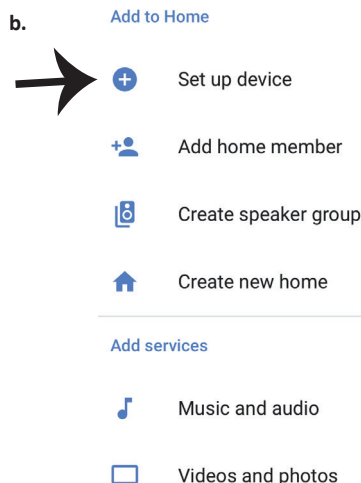 b.
Add to Home
Set up device
Add home member
Create speaker group
Create new home
Add services
Music and audio
Videos and photos